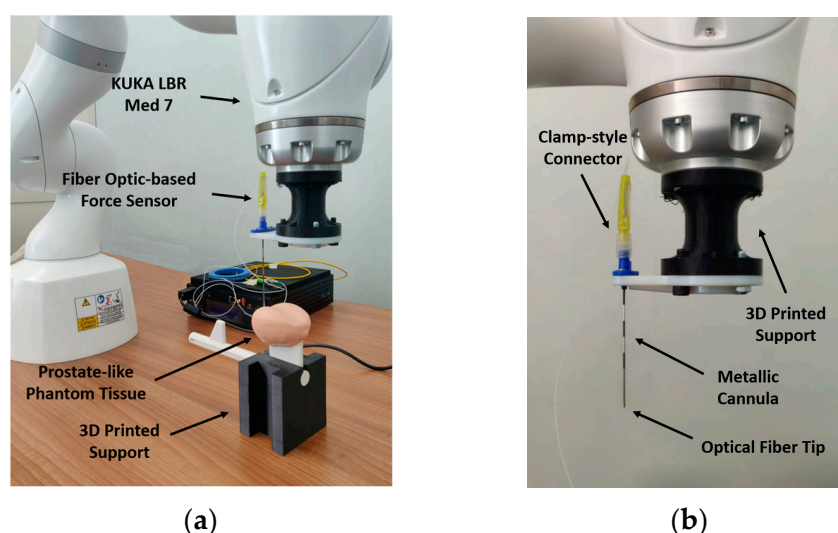 KUKA LBR
Med 7
Fiber Optic-based
Force Sensor
Prostate-like
Phantom Tissue
3D Printed
Support
(a)
Clamp-style
Connector
3D Printed
Support
Metallic
Cannula
Optical Fiber Tip
(b)